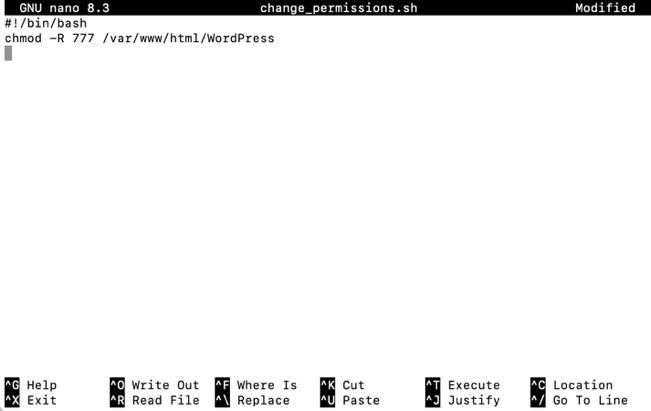 GNU nano 8.3 change_permissions.sh Modified
#!/bin/bash
chmod -R 777 /var/www/html/WordPress
^G Help ^O Write Out ^F Where Is ^K Cut ^T Execute ^C Location
^X Exit ^R Read File ^\ Replace ^U Paste ^J Justify ^/ Go To Line